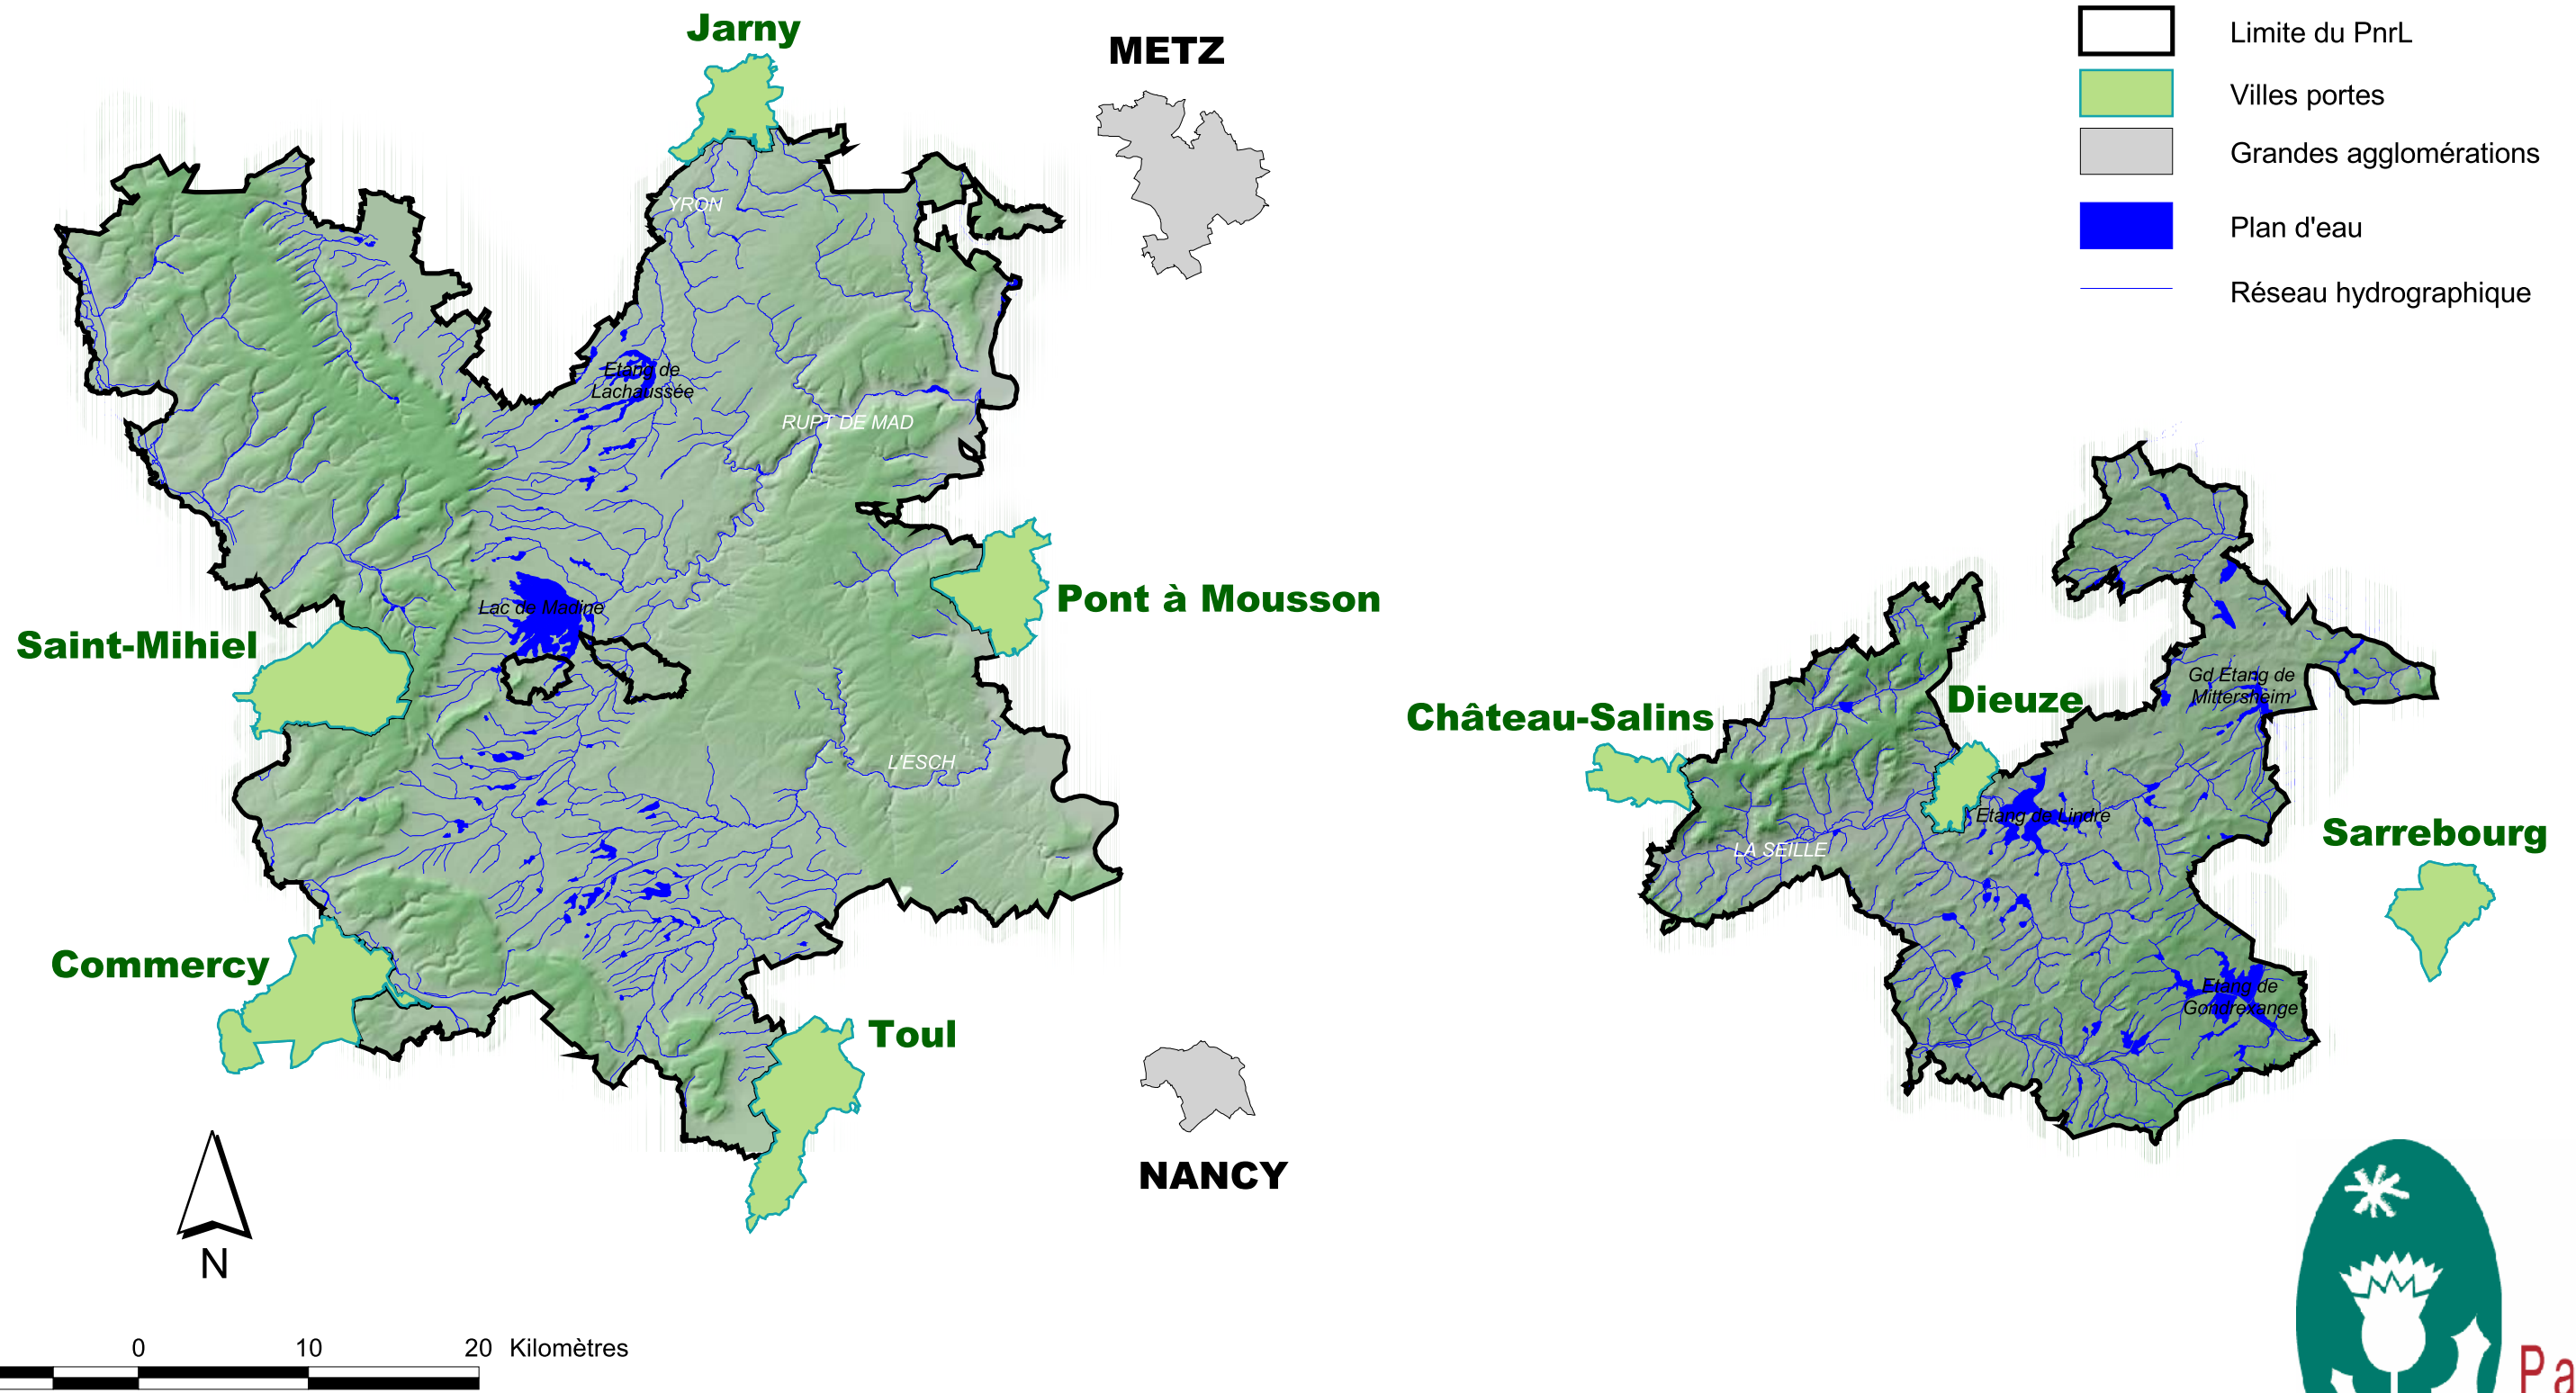 Jarny
METZ
Limite du PnrL
Villes portes
Grandes agglomérations
Plan d'eau
Réseau hydrographique
YRON
Etang de
Lachaussée
RUPT DE MAD
Pont à Mousson
Lac de Madine
Saint-Mihiel
L'ESCH
Commercy
Toul
NANCY
Gd Etang de
Mittersheim
Dieuze
Château-Salins
Etang de Lindre
LA SEILLE
Sarrebourg
Etang de
Gondrexange
N
0 10 20 Kilomètres
Pa